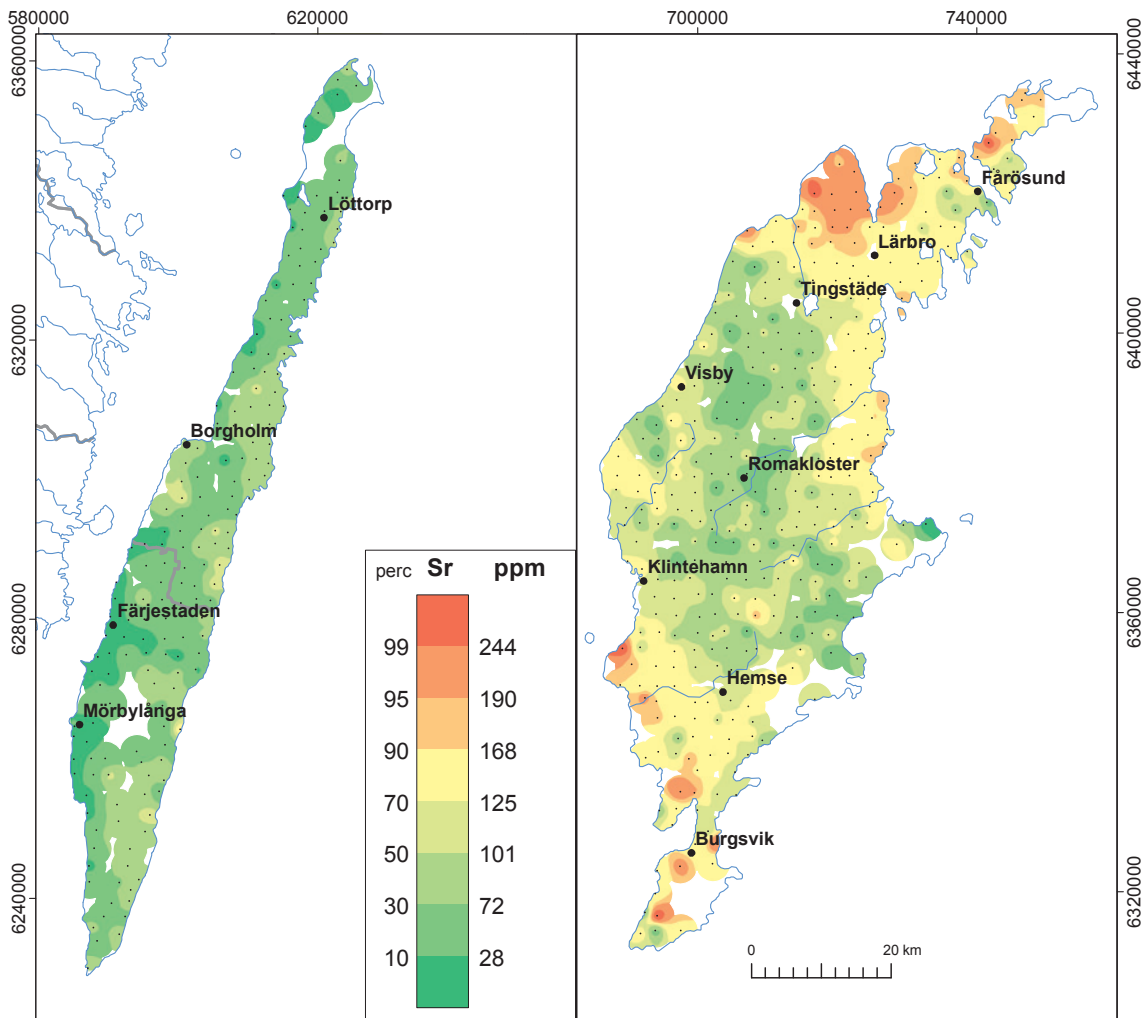 580000
620000
700000
740000
6360000
6320000
6280000
6240000
6440000
6400000
6360000
6320000
Löttorp
Borgholm
Färjestaden
Mörbylånga
perc Sr ppm
99 244
95 190
90 168
70 125
50 101
30 72
10 28
Fårösund
Lärbro
Tingstäde
Visby
Romakloster
Klintehamn
Hemse
Burgsvik
0 20 km